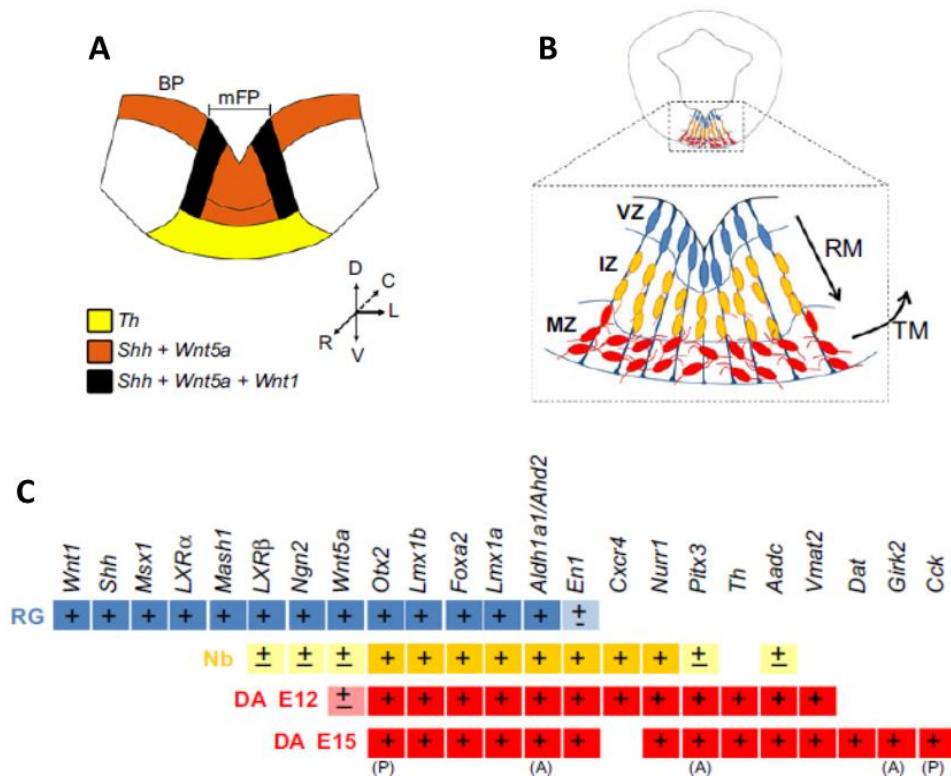 A
BP
mFP
D
C
L
R
V
Th
Shh + Wnt5a
Shh + Wnt5a + Wnt1
B
VZ
IZ
MZ
RM
TM
C
Wnt1 Shh Msx1 LXRα Mash1 LXRβ Ngn2 Wnt5a Otx2 Lmx1b Foxa2 Lmx1a Aldh1a1/Ahd2 En1 Cxcr4 Nurr1 Pitx3 Th Aadc Vmat2 Dat Girk2 Cck
RG + + + + + + + + + + + + + ±
Nb ± ± ± + + + + + + + + ± ±
DA E12 ± + + + + + + + + + + + +
DA E15 + + + + + + + + + + + + + +
(P) (A) (A) (A) (P)